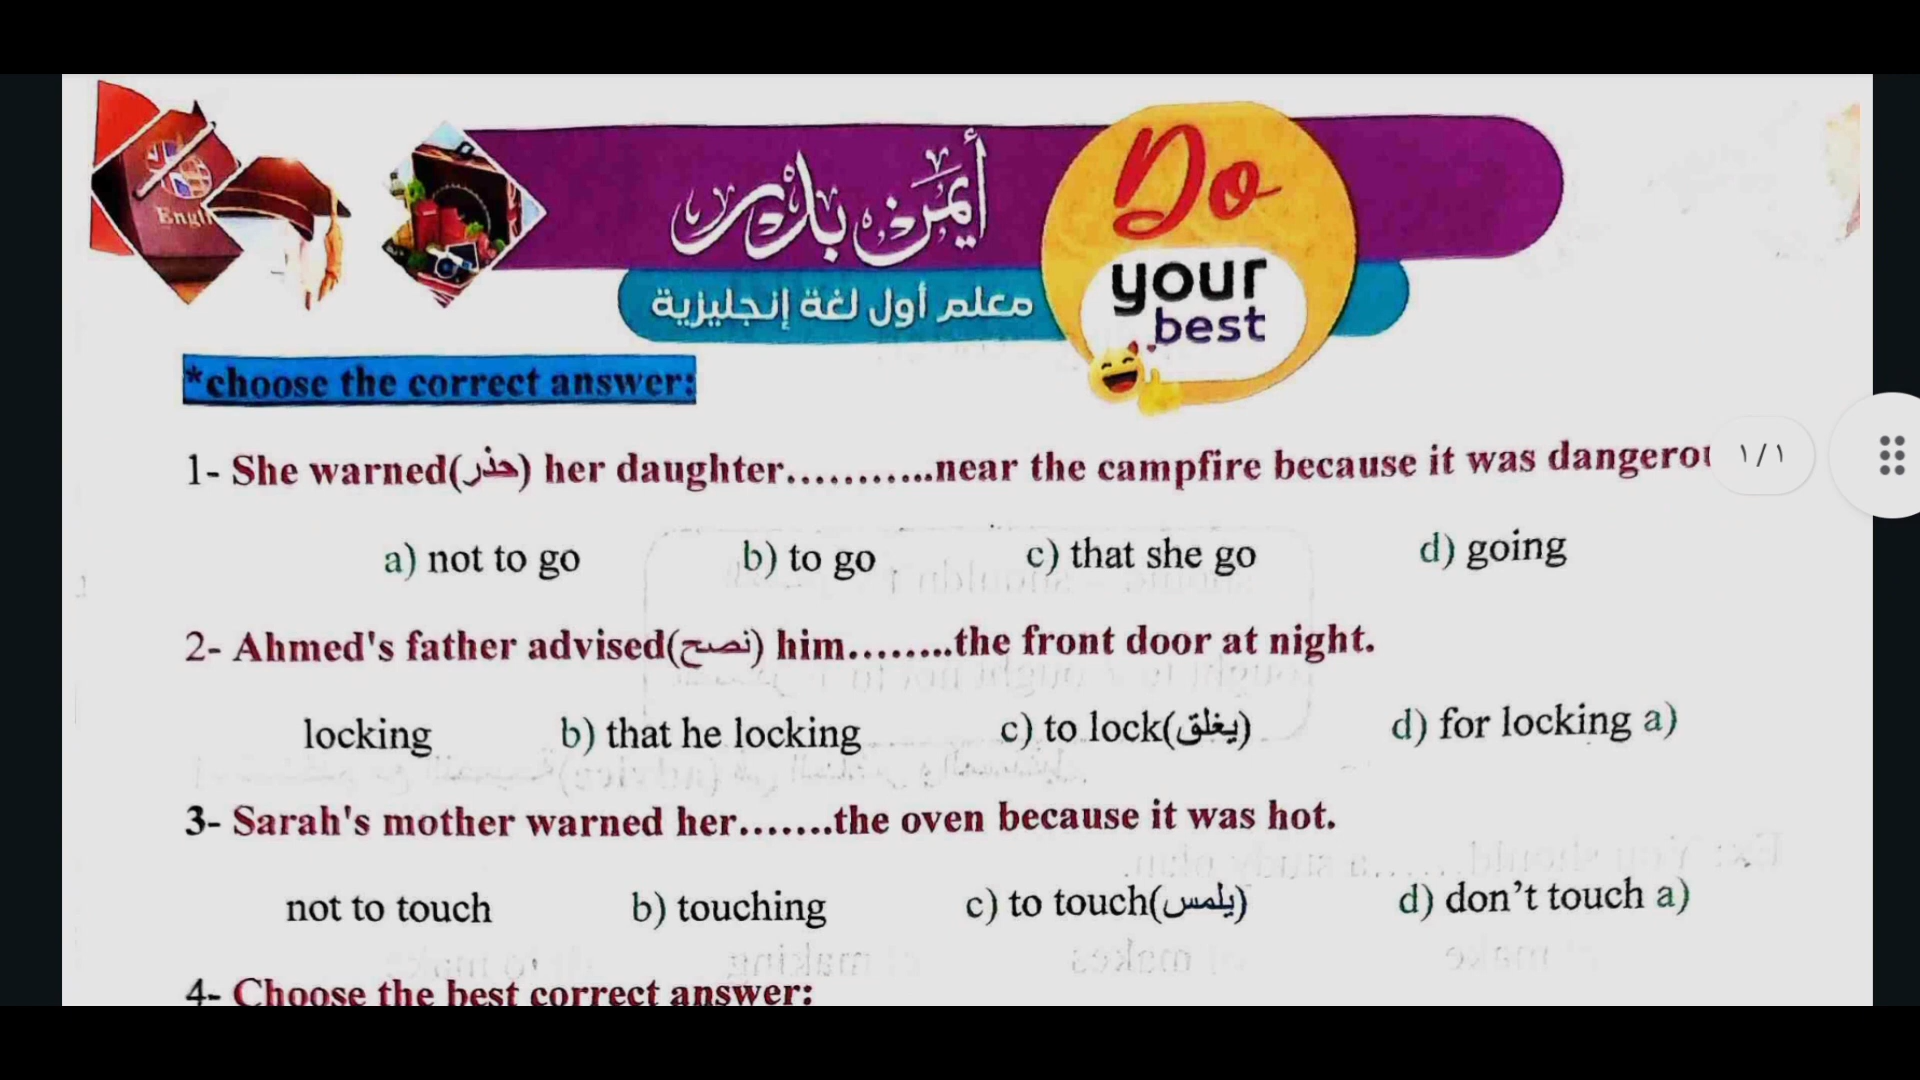 أيمن بدر
معلم أول لغة إنجليزية
Do
your
best
*choose the correct answer:
1- She warned(حذر) her daughter...........near the campfire because it was
١/١
a) not to go b) to go c) that she go d) going
2- Ahmed's father advised(نصح) him........the front door at night.
locking b) that he locking c) to lock(يغلق) d) for locking a)
3- Sarah's mother warned her.......the oven because it was hot.
not to touch b) touching c) to touch(يلمس) d) don’t touch a)
4- Choose the best correct answer: